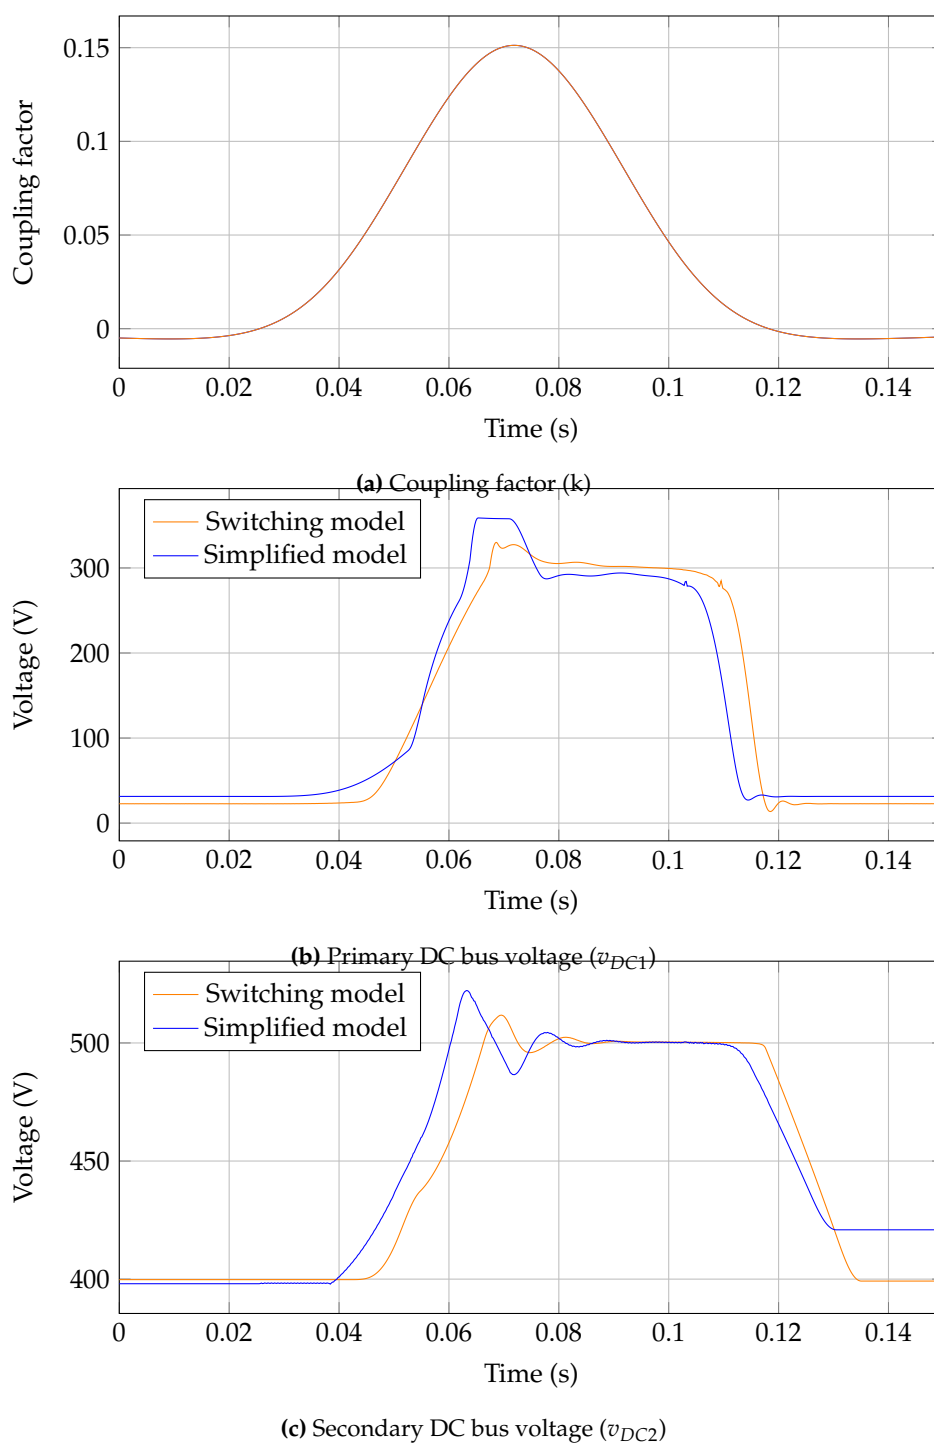 0.15
0.1
0.05
0
Coupling factor
0 0.02 0.04 0.06 0.08 0.1 0.12 0.14
Time (s)
(a) Coupling factor (k)
Switching model
Simplified model
300
200
100
0
Voltage (V)
0 0.02 0.04 0.06 0.08 0.1 0.12 0.14
Time (s)
(b) Primary DC bus voltage (vDC1)
Switching model
Simplified model
500
450
400
Voltage (V)
0 0.02 0.04 0.06 0.08 0.1 0.12 0.14
Time (s)
(c) Secondary DC bus voltage (vDC2)